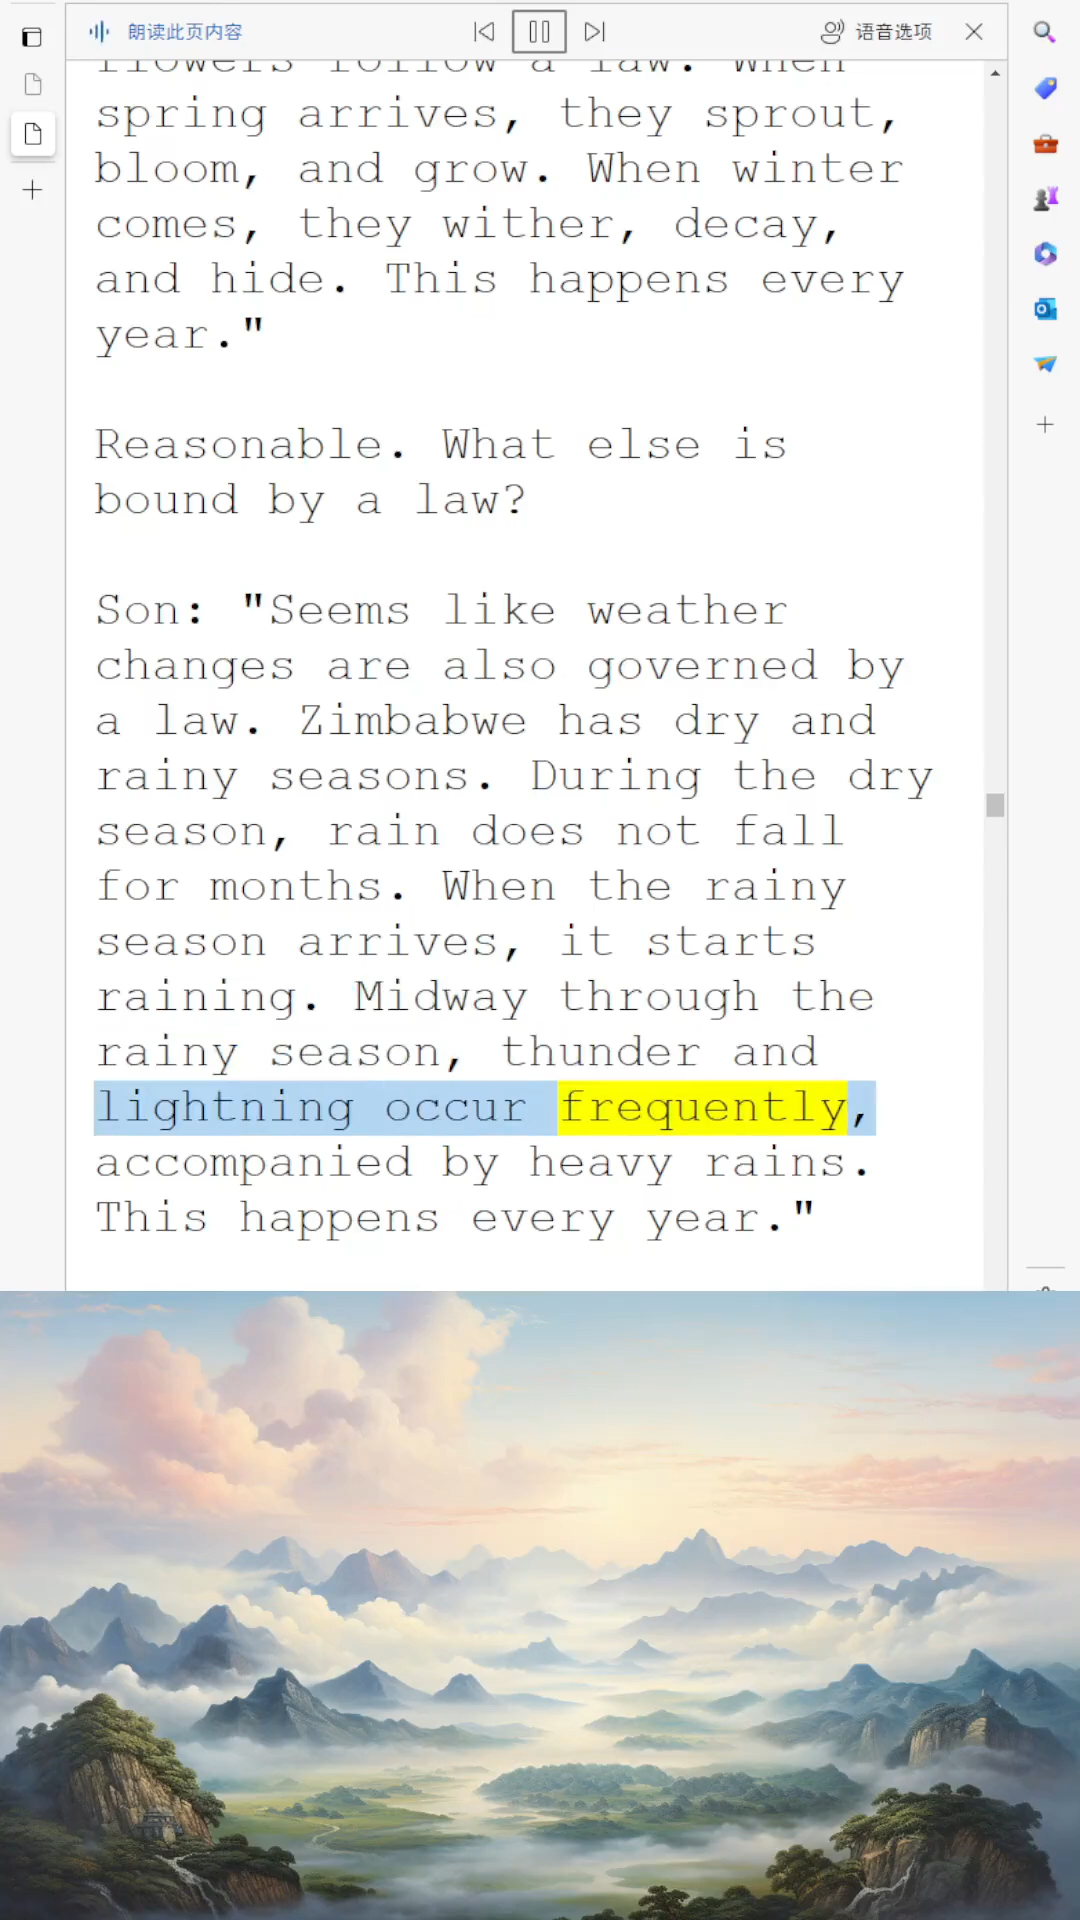 朗读此页内容
语音选项
flowers follow a law. When
spring arrives, they sprout,
bloom, and grow. When winter
comes, they wither, decay,
and hide. This happens every
year."
Reasonable. What else is
bound by a law?
Son: "Seems like weather
changes are also governed by
a law. Zimbabwe has dry and
rainy seasons. During the dry
season, rain does not fall
for months. When the rainy
season arrives, it starts
raining. Midway through the
rainy season, thunder and
lightning occur frequently,
accompanied by heavy rains.
This happens every year."